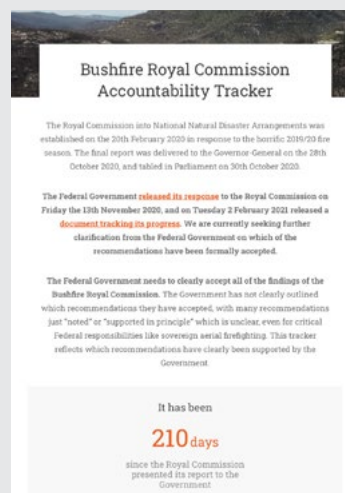 Bushfire Royal Commission
Accountability Tracker
The Royal Commission into National Natural Disaster Arrangements was
established on the 20th February 2020 in response to the horrific 2019/20 fire
season. The final report was delivered to the Governor-General on the 28th
October 2020, and tabled in Parliament on 30th October 2020.
The Federal Government released its response to the Royal Commission on
Friday the 13th November 2020, and on Tuesday 2 February 2021 released a
document tracking its progress. We are currently seeking further
clarification from the Federal Government on which of the
recommendations have been formally accepted.
The Federal Government needs to clearly accept all of the findings of the
Bushfire Royal Commission. The Government has not clearly outlined
which recommendations they have accepted, with many recommendations
just "noted" or "supported in principle" which is unclear, even for critical
Federal responsibilities like sovereign aerial firefighting. This tracker
reflects which recommendations have clearly been supported by the
Government.
It has been
210 days
since the Royal Commission
presented its report to the
Government